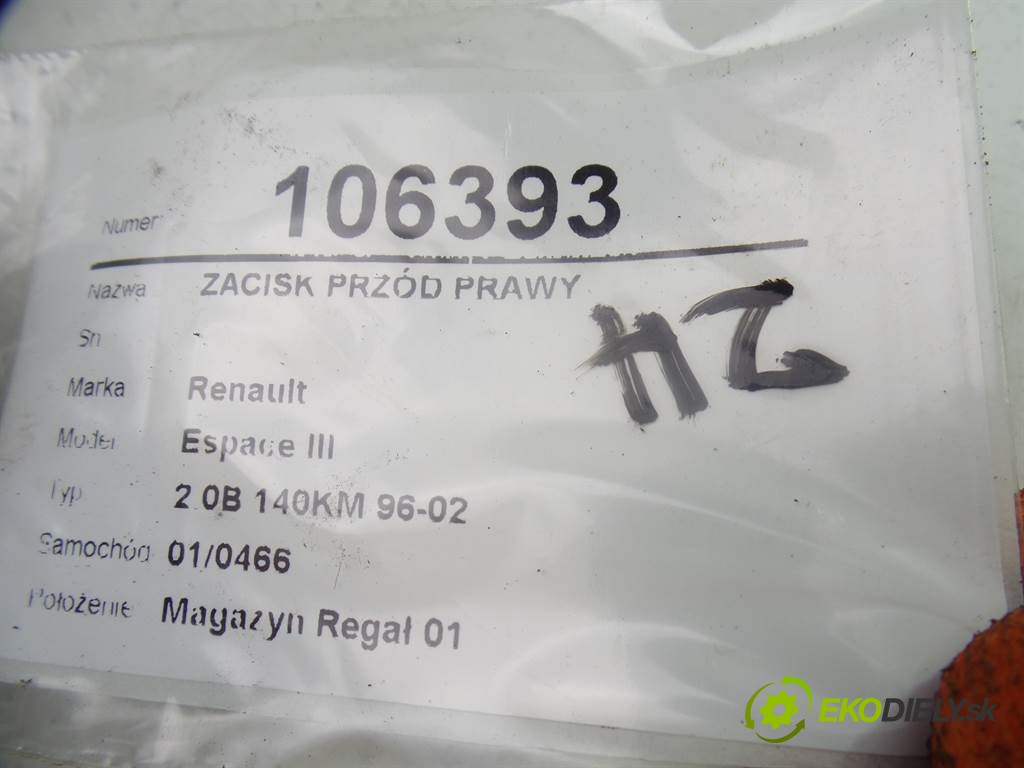 Numer 106393
Nazwa ZACISK PRZÓD PRAWY
Sn
HZ
Marka Renault
Model Espace III
Typ 2.0B 140KM 96-02
Samochód 01/0466
Położenie Magazyn Regał 01
EKODIELY.sk